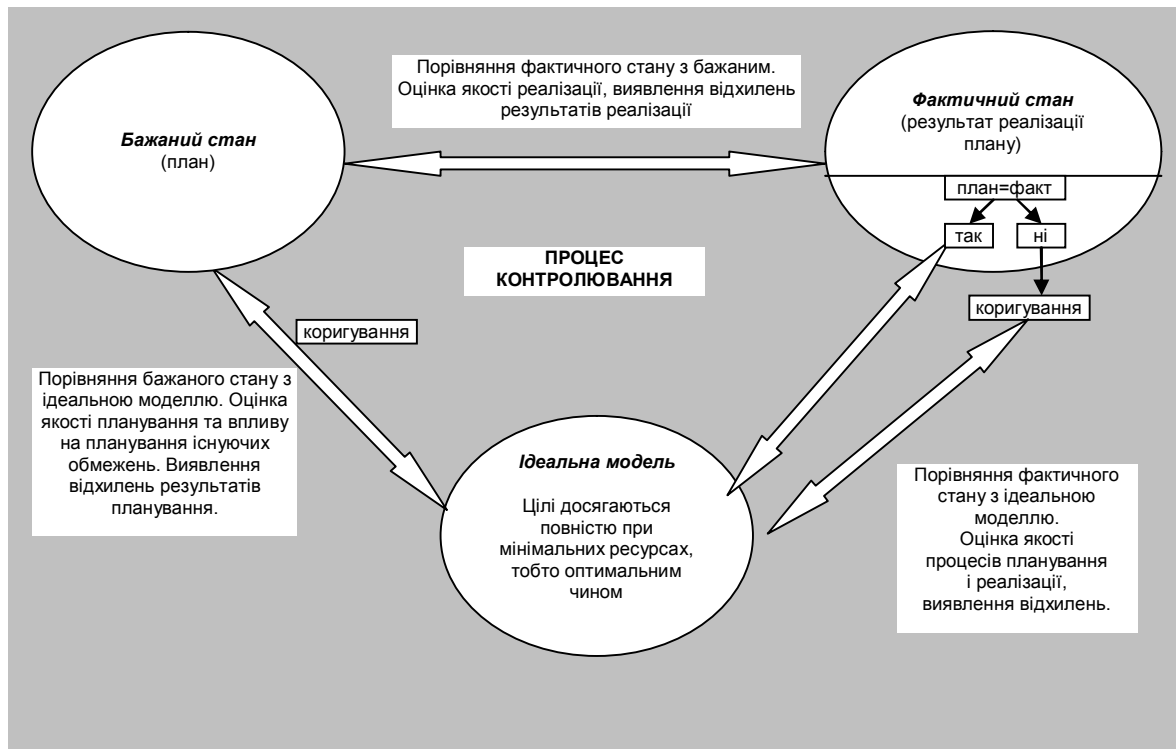 Порівняння фактичного стану з бажаним.
Оцінка якості реалізації, виявлення відхилень
результатів реалізації
Бажаний стан
(план)
Фактичний стан
(результат реалізації
плану)
план=факт
так
ні
ПРОЦЕС
КОНТРОЛЮВАННЯ
коригування
коригування
Порівняння бажаного стану з
ідеальною моделлю. Оцінка
якості планування та впливу
на планування існуючих
обмежень. Виявлення
відхилень результатів
планування.
Ідеальна модель
Цілі досягаються
повністю при
мінімальних ресурсах,
тобто оптимальним
чином
Порівняння фактичного
стану з ідеальною
моделлю.
Оцінка якості
процесів планування
і реалізації,
виявлення відхилень.